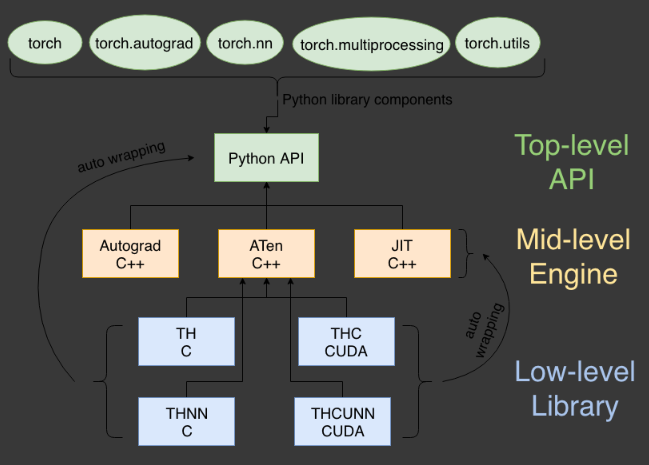 torch
torch.autograd
torch.nn
torch.multiprocessing
torch.utils
Python library components
auto wrapping
Python API
Top-level
API
Autograd
C++
ATen
C++
JIT
C++
Mid-level
Engine
auto
wrapping
TH
C
THC
CUDA
THNN
C
THCUNN
CUDA
Low-level
Library